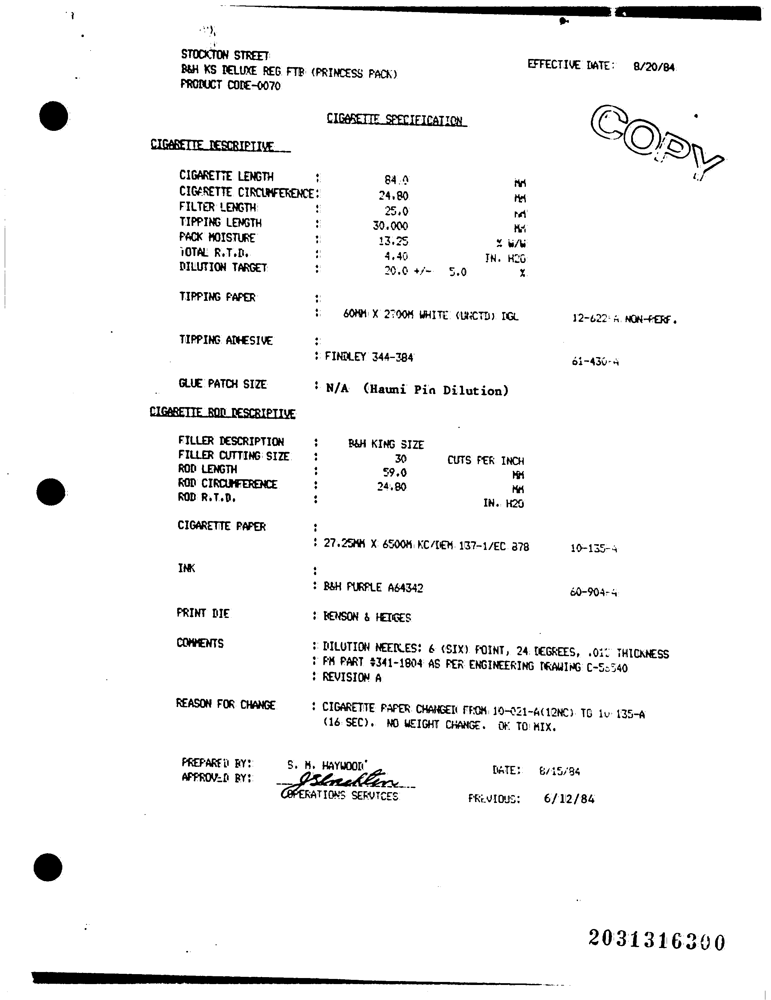 STOCKTON STREET
B&H KS DELUXE REG FTB (PRINCESS PACK)
PRODUCT CODE-0070
EFFECTIVE DATE: 8/20/84
COPY
CIGARETTE SPECIFICATION
CIGARETTE DESCRIPTIVE
CIGARETTE LENGTH : 84.0 MM
CIGARETTE CIRCUMFERENCE: 24.80 MM
FILTER LENGTH : 25.0 MM
TIPPING LENGTH : 30.000 MM
PACK MOISTURE : 13.25 % W/W
TOTAL R.T.D. : 4.40 IN. H2O
DILUTION TARGET : 20.0 +/- 5.0 %
TIPPING PAPER :
: 60MM X 2700M WHITE (UNCTD) DGL 12-622-A NON-PERF.
TIPPING ADHESIVE :
: FINDLEY 344-384 61-430-A
GLUE PATCH SIZE : N/A (Hauni Pin Dilution)
CIGARETTE ROD DESCRIPTIVE
FILLER DESCRIPTION : B&H KING SIZE
FILLER CUTTING SIZE : 30 CUTS PER INCH
ROD LENGTH : 59.0 MM
ROD CIRCUMFERENCE : 24.80 MM
ROD R.T.D. : IN. H2O
CIGARETTE PAPER :
: 27.25MM X 6500M KC/DEM 137-1/EC 878 10-135-A
INK :
: B&H PURPLE A64342 60-904-A
PRINT DIE : BENSON & HEDGES
COMMENTS : DILUTION NEEDLES: 6 (SIX) POINT, 24 DEGREES, THICKNESS
: PM PART #341-1804 AS PER ENGINEERING DRAWING
: REVISION A
REASON FOR CHANGE : CIGARETTE PAPER CHANGED FROM 10-021-A(12NC) TO 10-135-A
(16 SEC). NO WEIGHT CHANGE. OK TO MIX.
PREPARED BY: S. M. HAYWOOD DATE: 8/15/84
APPROVED BY:
OPERATIONS SERVICES PREVIOUS: 6/12/84
2031316300